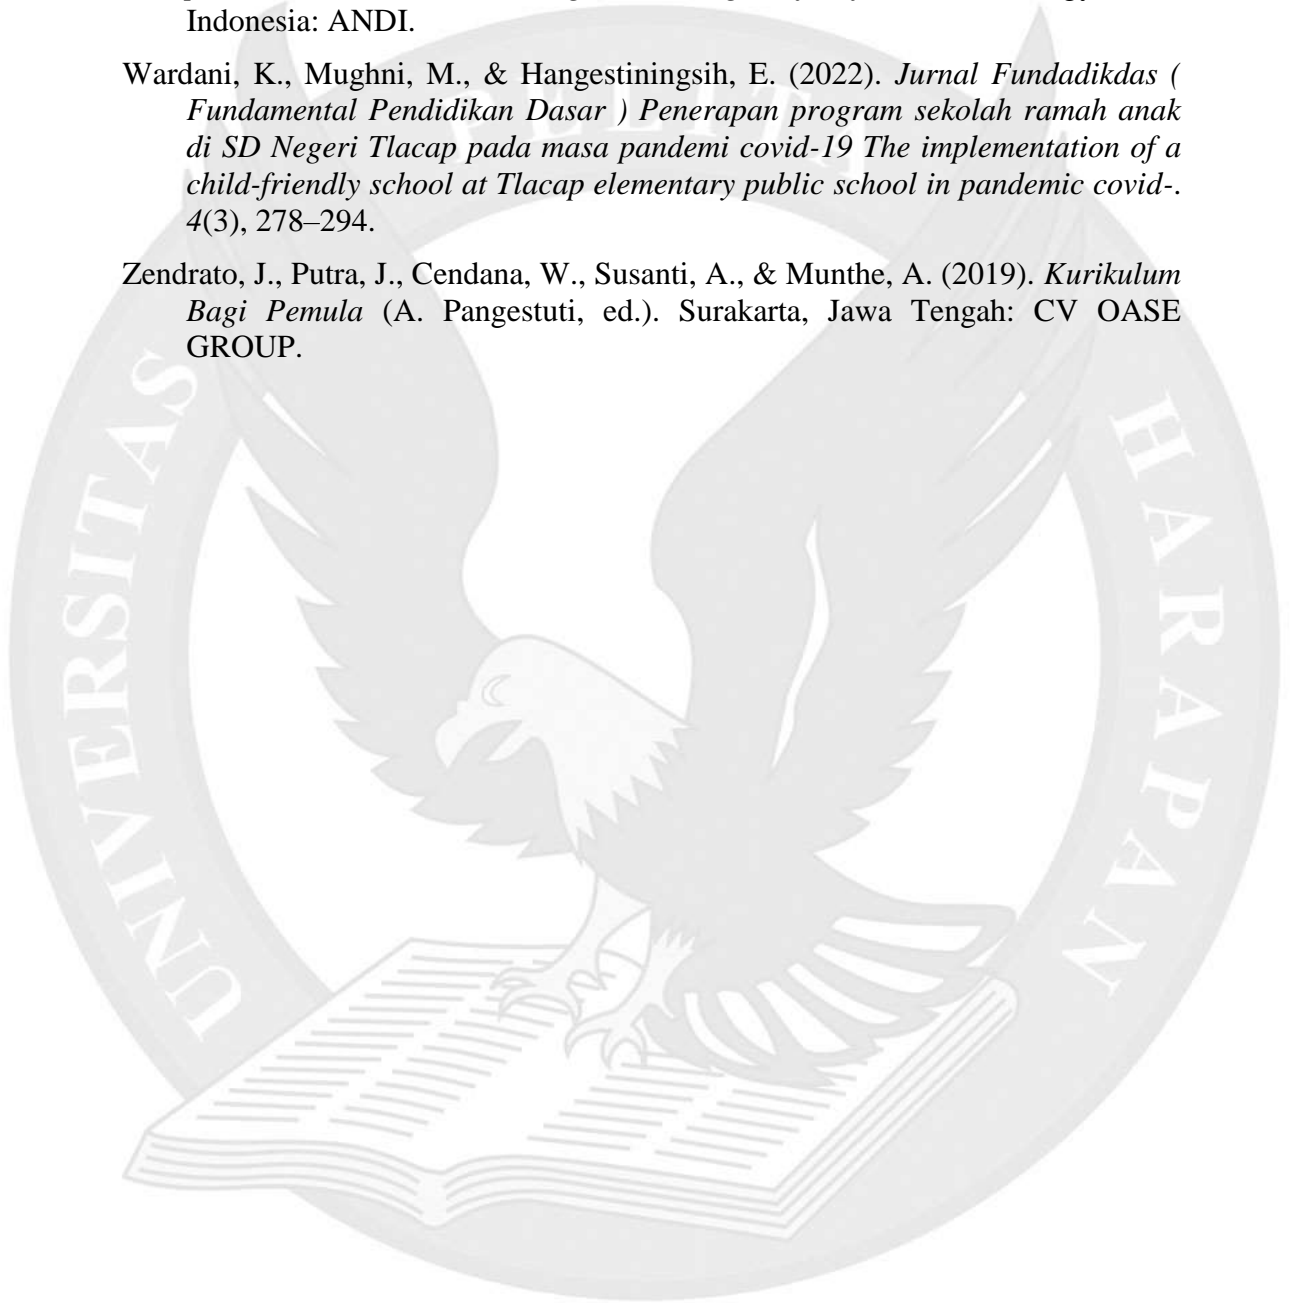 Indonesia: ANDI.
Wardani, K., Mughni, M., & Hangestiningsih, E. (2022). Jurnal Fundadikdas (
Fundamental Pendidikan Dasar ) Penerapan program sekolah ramah anak
di SD Negeri Tlacap pada masa pandemi covid-19 The implementation of a
child-friendly school at Tlacap elementary public school in pandemic covid-.
4(3), 278–294.
Zendrato, J., Putra, J., Cendana, W., Susanti, A., & Munthe, A. (2019). Kurikulum
Bagi Pemula (A. Pangestuti, ed.). Surakarta, Jawa Tengah: CV OASE
GROUP.
UNIVERSITAS
PELITA
HARAPAN